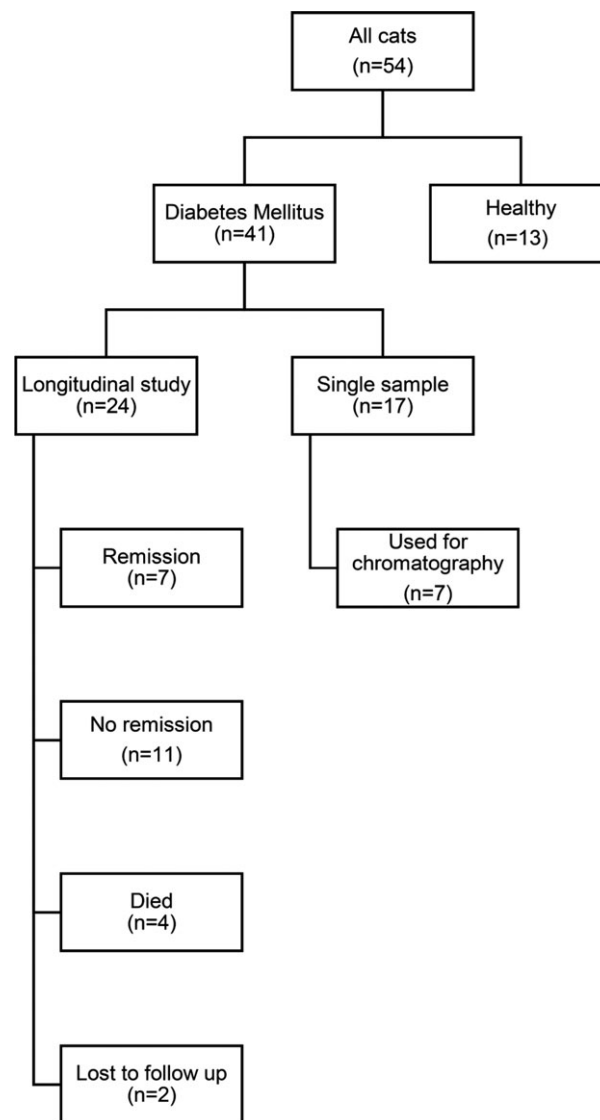 All cats
(n=54)
Diabetes Mellitus
(n=41)
Healthy
(n=13)
Longitudinal study
(n=24)
Single sample
(n=17)
Remission
(n=7)
Used for
chromatography
(n=7)
No remission
(n=11)
Died
(n=4)
Lost to follow up
(n=2)